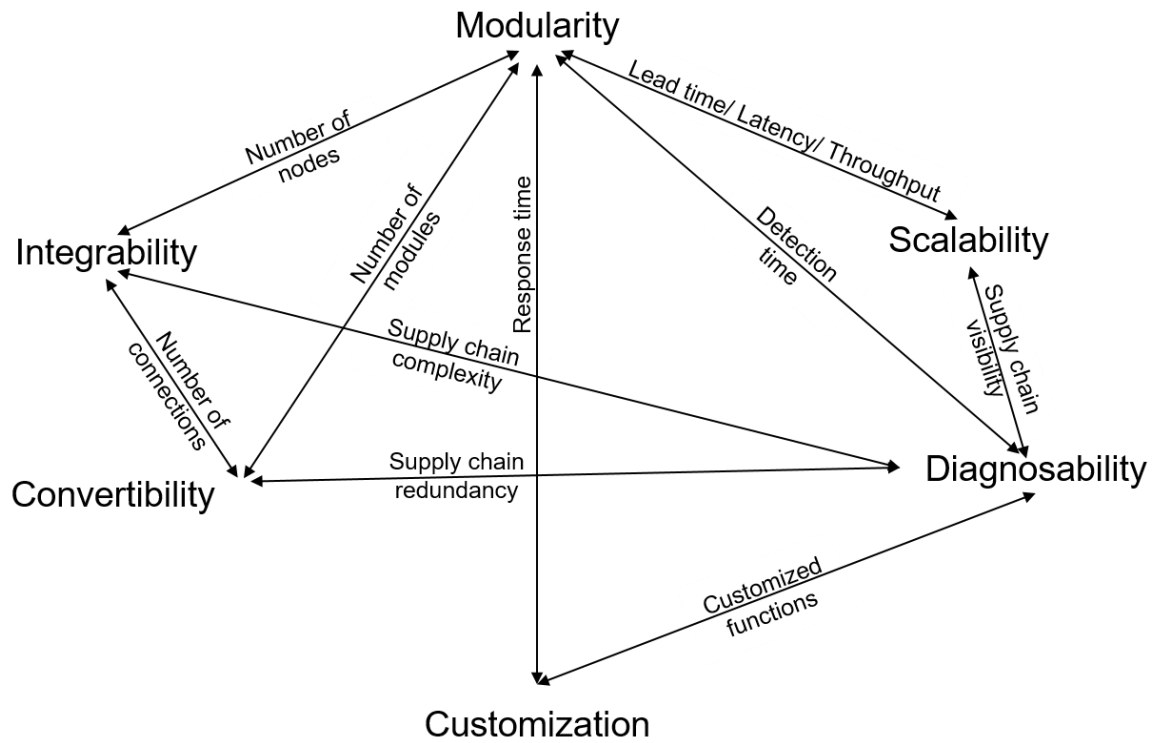 Modularity
Lead time/ Latency/ Throughput
Number of
nodes
Number of
modules
Response time
Detection
time
Integrability
Scalability
Supply chain
visibility
Supply chain
complexity
Number of
connections
Supply chain
redundancy
Diagnosability
Convertibility
Customized
functions
Customization